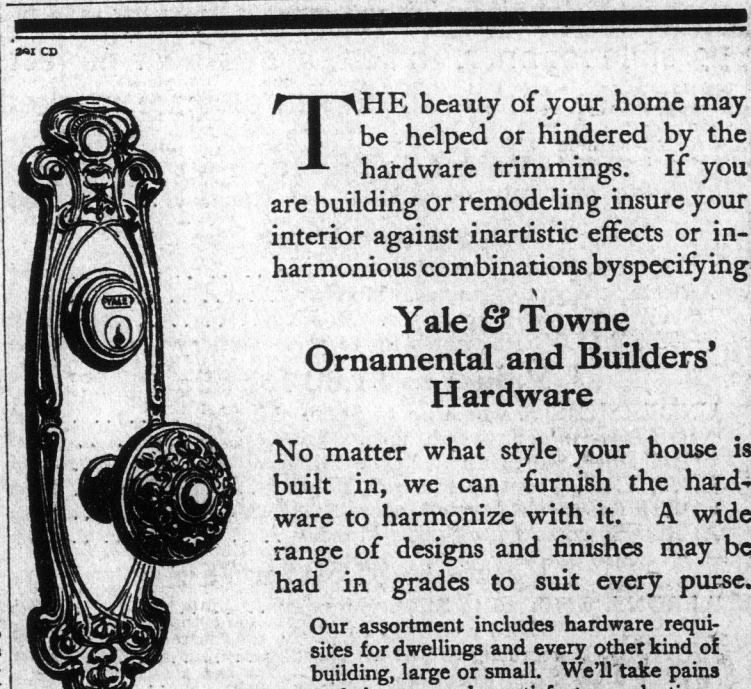 291 CD
THE beauty of your home may
be helped or hindered by the
hardware trimmings. If you
are building or remodeling insure your
interior against inartistic effects or in-
harmonious combinations by specifying
YALE
Yale & Towne
Ornamental and Builders'
Hardware
No matter what style your house is
built in, we can furnish the hard-
ware to harmonize with it. A wide
range of designs and finishes may be
had in grades to suit every purse.
Our assortment includes hardware requi-
sites for dwellings and every other kind of
building, large or small. We'll take pains